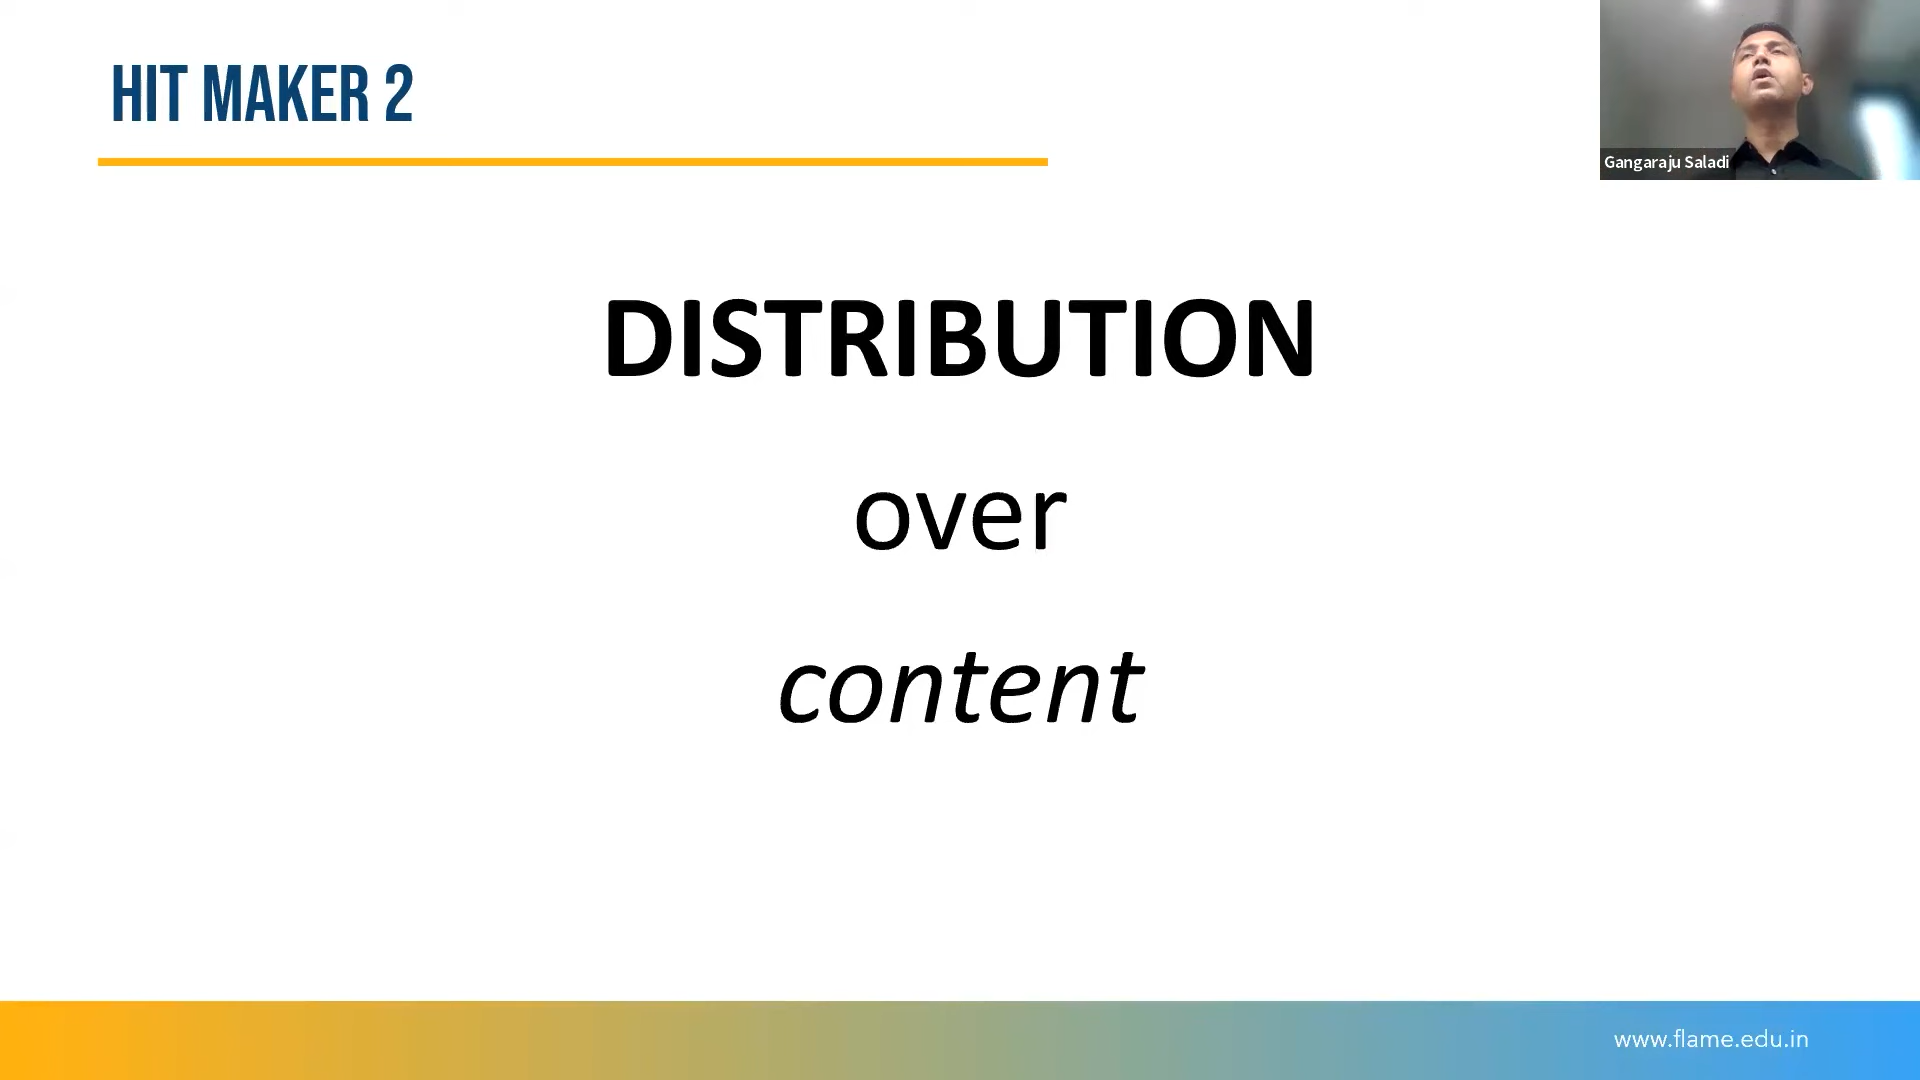 HIT MAKER 2
Gangaraju Saladi
DISTRIBUTION
over
content
www.flame.edu.in